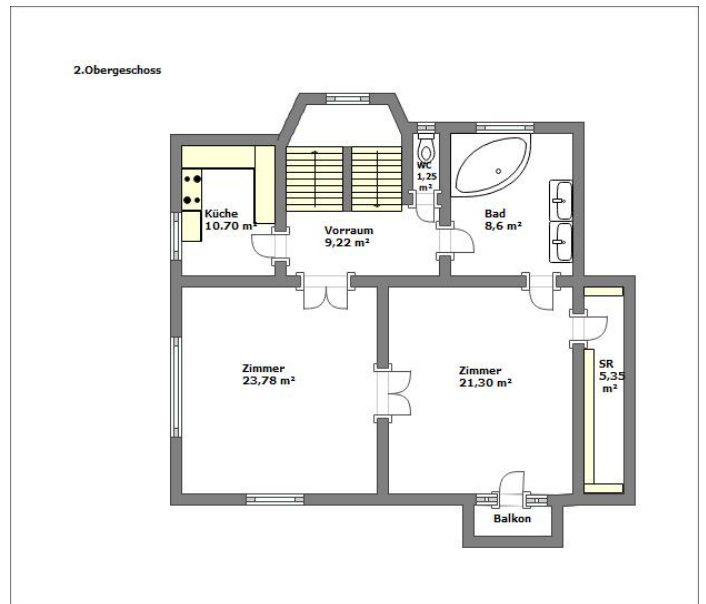 2.Obergeschoss
WC
1,25
m²
Küche
10.70 m²
Vorraum
9,22 m²
Bad
8,6 m²
Zimmer
23,78 m²
Zimmer
21,30 m²
SR
5,35
m²
Balkon